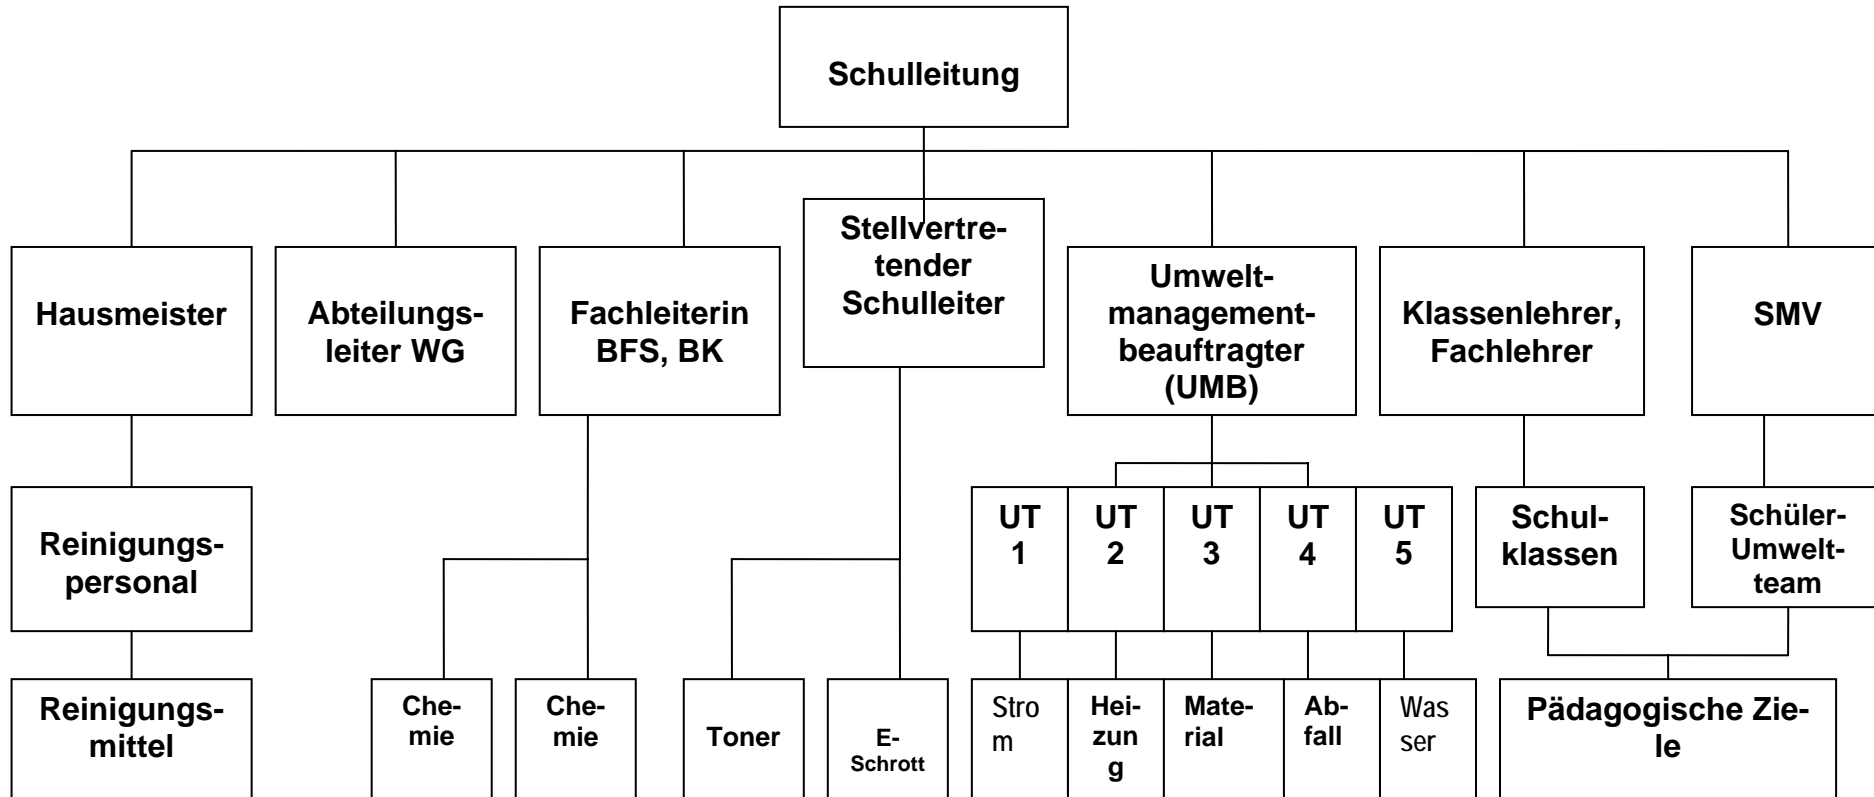 Schulleitung
Hausmeister
Abteilungs-
leiter WG
Fachleiterin
BFS, BK
Stellvertre-
tender
Schulleiter
Umwelt-
management-
beauftragter
(UMB)
Klassenlehrer,
Fachlehrer
SMV
Reinigungs-
personal
UT
1
UT
2
UT
3
UT
4
UT
5
Schul-
klassen
Schüler-
Umwelt-
team
Reinigungs-
mittel
Che-
mie
Che-
mie
Toner
E-
Schrott
Stro
m
Hei-
zun
g
Mate-
rial
Ab-
fall
Was
ser
Pädagogische Zie-
le